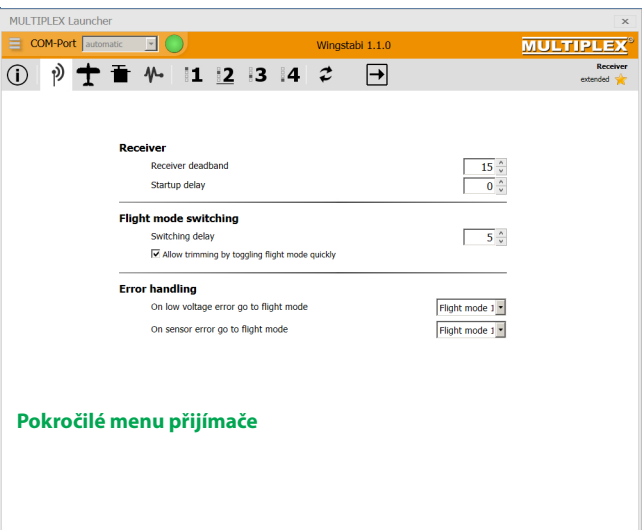 MULTIPLEX Launcher
COM-Port automatic Wingstabi 1.1.0 MULTIPLEX
1 2 3 4 Receiver
extended
Receiver
Receiver deadband 15
Startup delay 0
Flight mode switching
Switching delay 5
Allow trimming by toggling flight mode quickly
Error handling
On low voltage error go to flight mode Flight mode 1
On sensor error go to flight mode Flight mode 1
Pokročilé menu přijímače